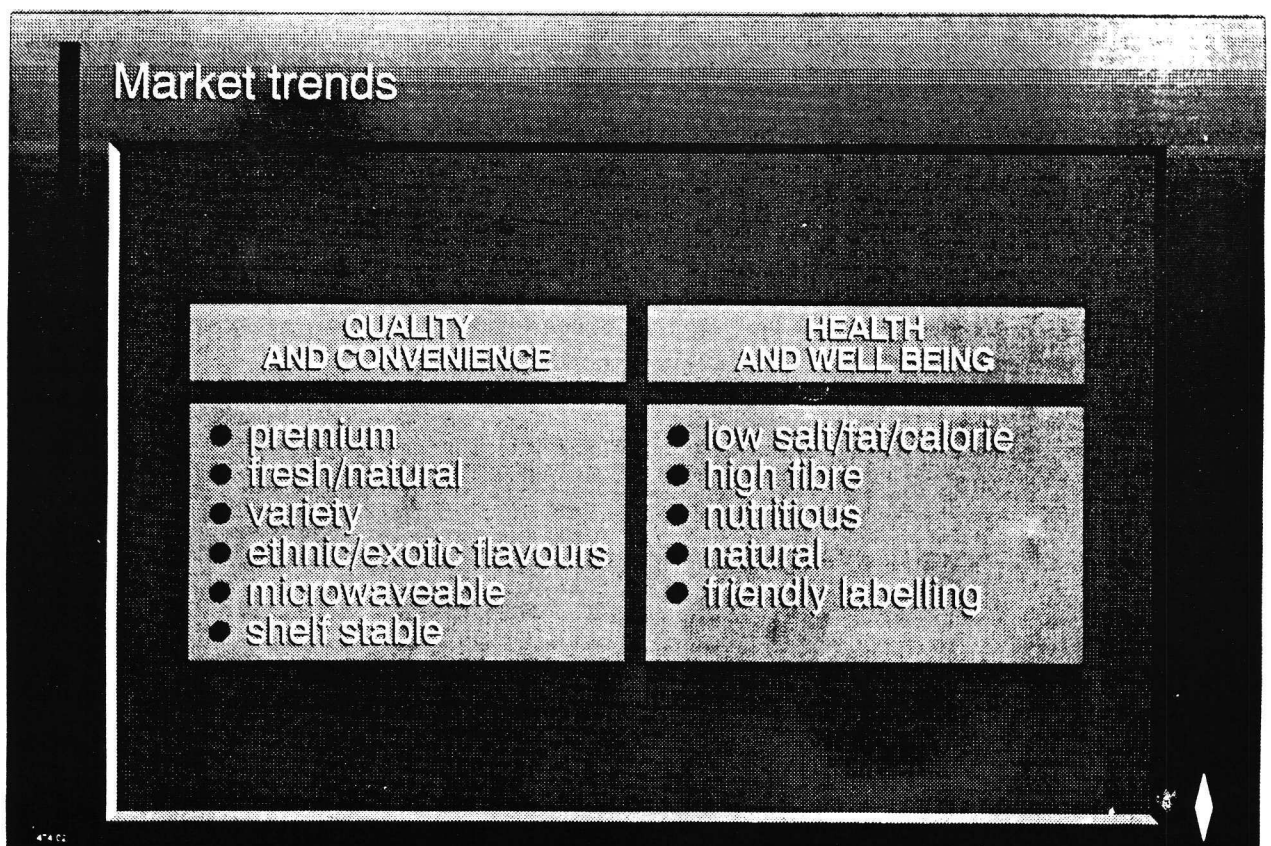 Market trends
QUALITY
AND CONVENIENCE
● premium
● fresh/natural
● variety
● ethnic/exotic flavours
● microwaveable
● shelf stable
HEALTH
AND WELL BEING
● low salt/fat/calorie
● high fibre
● nutritious
● natural
● friendly labelling